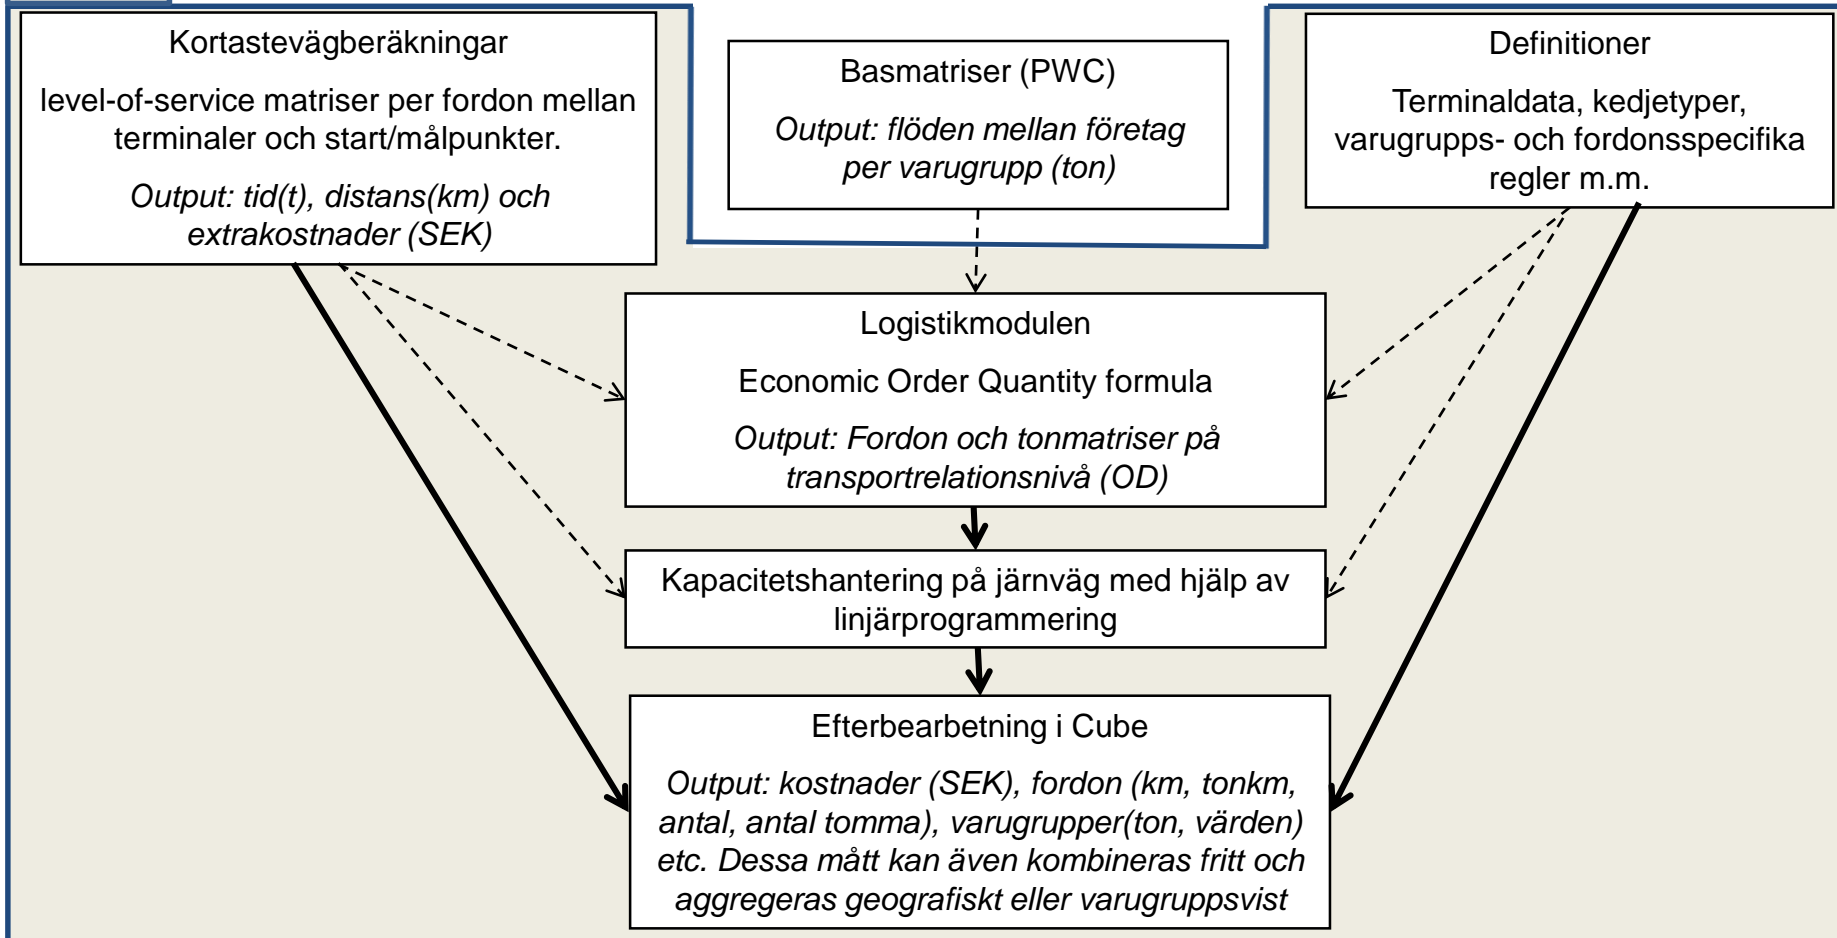 Kortastevägberäkningar
level-of-service matriser per fordon mellan
terminaler och start/målpunkter.
Output: tid(t), distans(km) och
extrakostnader (SEK)
Basmatriser (PWC)
Output: flöden mellan företag
per varugrupp (ton)
Definitioner
Terminaldata, kedjetyper,
varugrupps- och fordonsspecifika
regler m.m.
Logistikmodulen
Economic Order Quantity formula
Output: Fordon och tonmatriser på
transportrelationsnivå (OD)
Kapacitetshantering på järnväg med hjälp av
linjärprogrammering
Efterbearbetning i Cube
Output: kostnader (SEK), fordon (km, tonkm,
antal, antal tomma), varugrupper(ton, värden)
etc. Dessa mått kan även kombineras fritt och
aggregeras geografiskt eller varugruppsvist